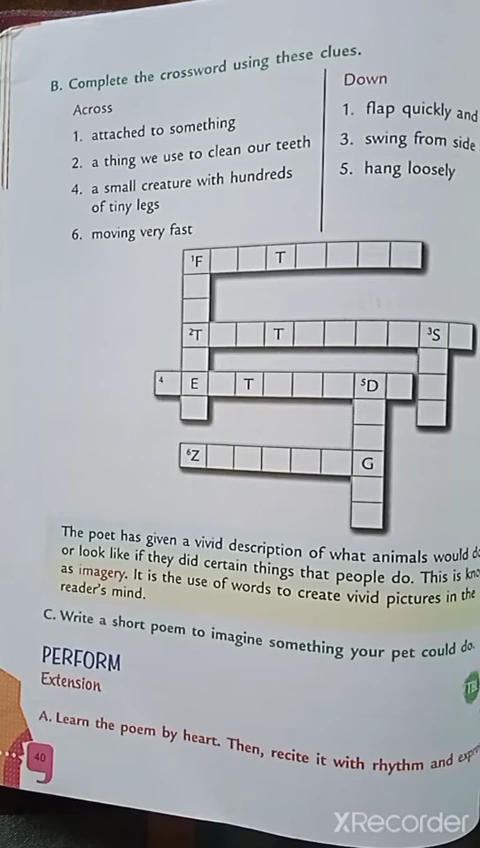 B. Complete the crossword using these clues.
Across
1. attached to something
2. a thing we use to clean our teeth
4. a small creature with hundreds
of tiny legs
6. moving very fast
Down
1. flap quickly and
3. swing from side
5. hang loosely
1F T
2T T 3S
4 E T 5D
6Z G
The poet has given a vivid description of what animals would
or look like if they did certain things that people do. This is
as imagery. It is the use of words to create vivid pictures in the
reader's mind.
C. Write a short poem to imagine something your pet could do.
PERFORM
Extension
A. Learn the poem by heart. Then, recite it with rhythm and
40
XRecorder